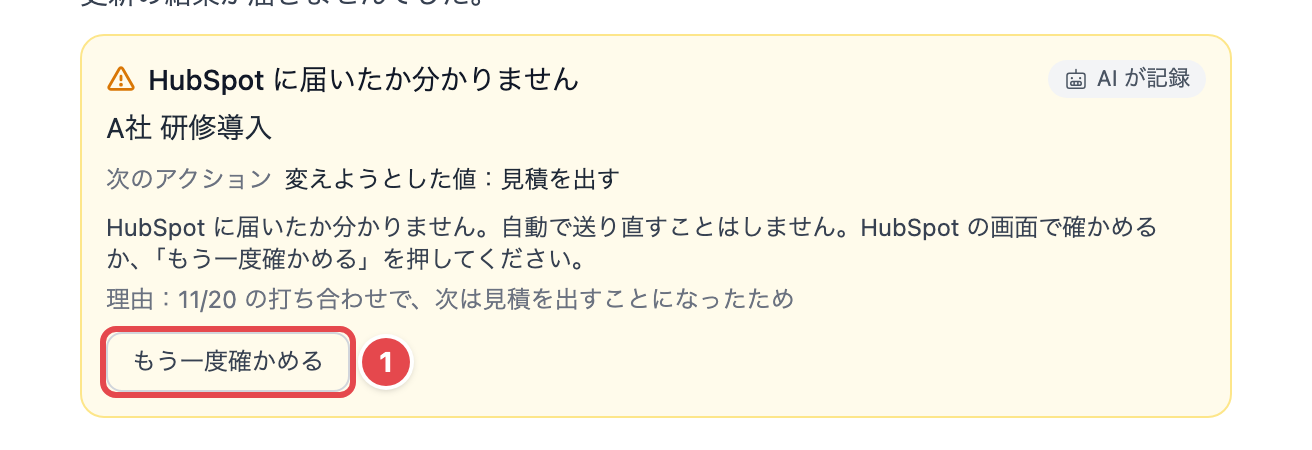 HubSpot に届いたか分かりません
AI が記録
A社 研修導入
次のアクション 変えようとした値：見積を出す
HubSpot に届いたか分かりません。自動で送り直すことはしません。HubSpot の画面で確かめる
か、「もう一度確かめる」を押してください。
理由：11/20 の打ち合わせで、次は見積を出すことになったため
もう一度確かめる
1